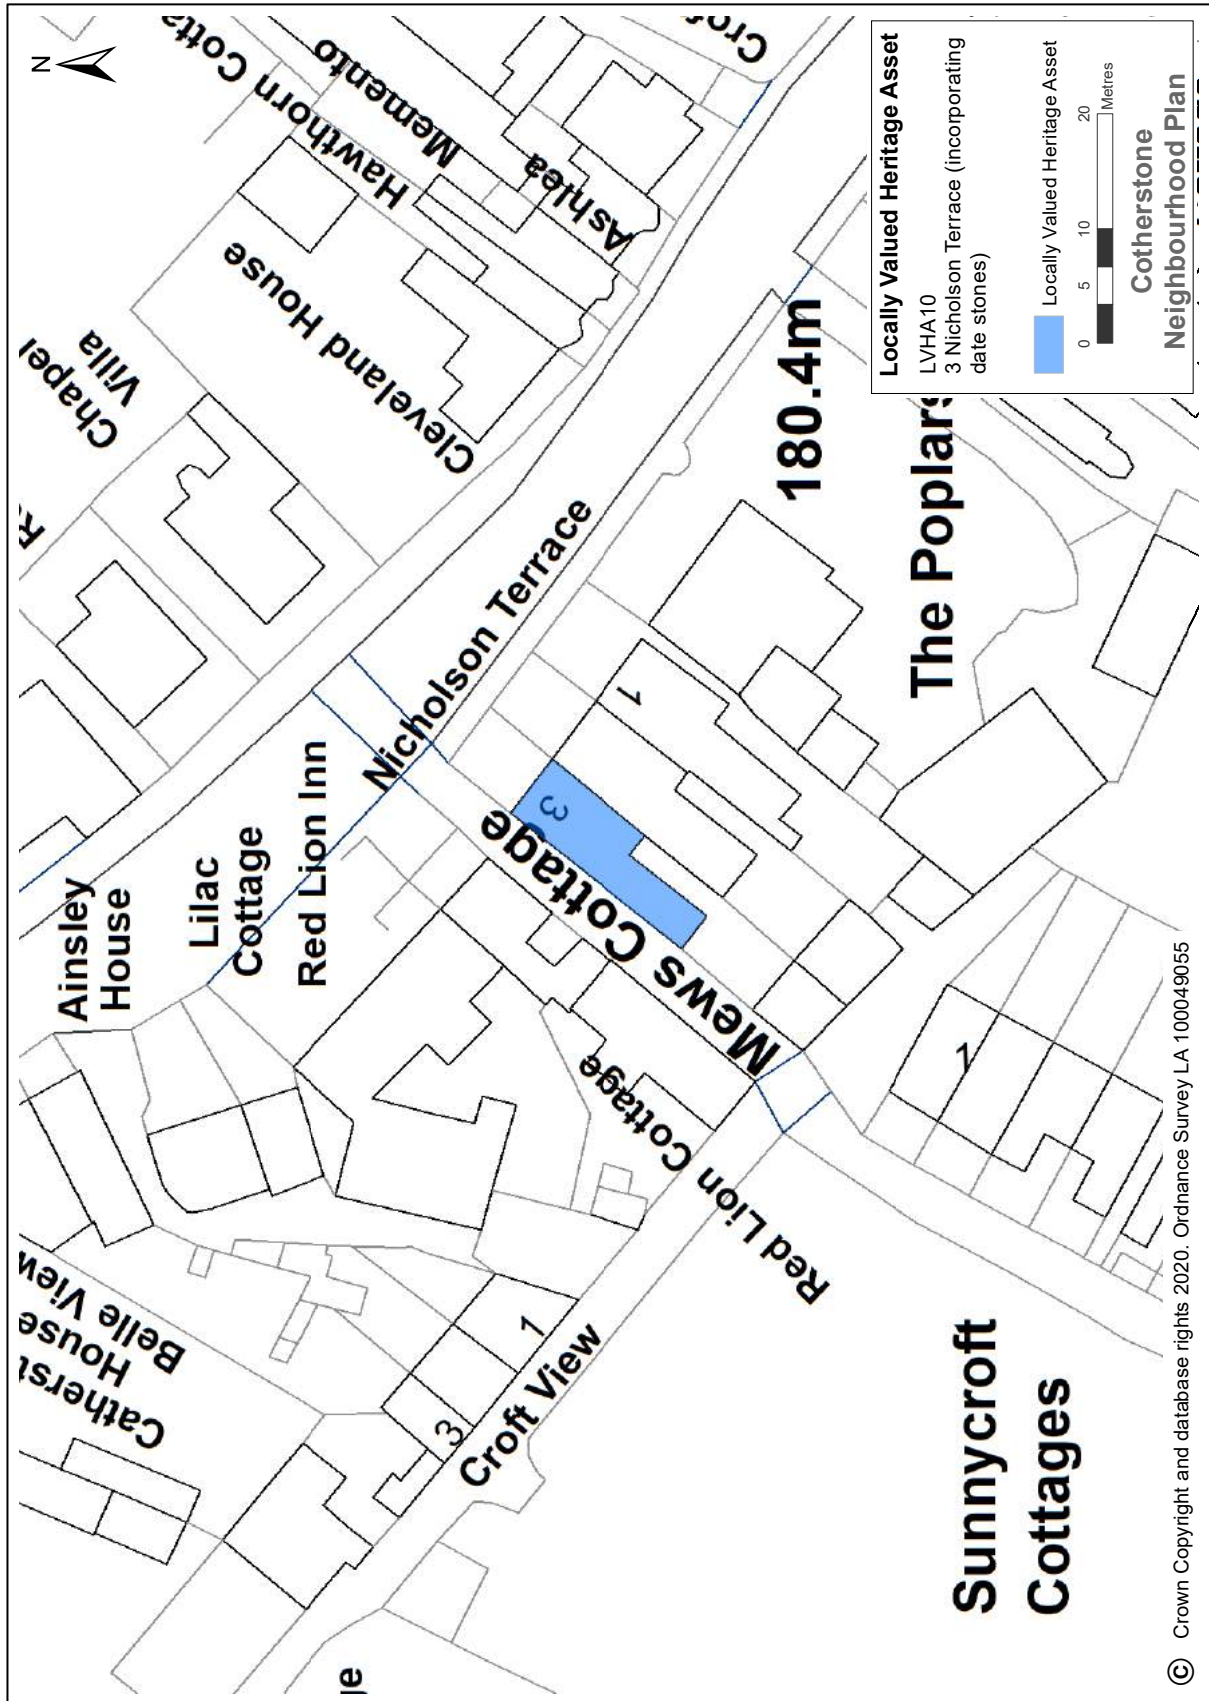 N
Hawthorn Cotta
Memento
Ashlea
Cleveland House
Chapel
Villa
Nicholson Terrace
180.4m
The Poplars
1
3
Mews Cottage
Ainsley
House
Lilac
Cottage
Red Lion Inn
Red Lion Cottage
Belle View
House
Catherst
1
3
Croft View
1
Sunnycroft
Cottages
ge
Locally Valued Heritage Asset
LVHA10
3 Nicholson Terrace (incorporating
date stones)
Locally Valued Heritage Asset
0 5 10 20
Metres
Cotherstone
Neighbourhood Plan
© Crown Copyright and database rights 2020. Ordnance Survey LA 100049055